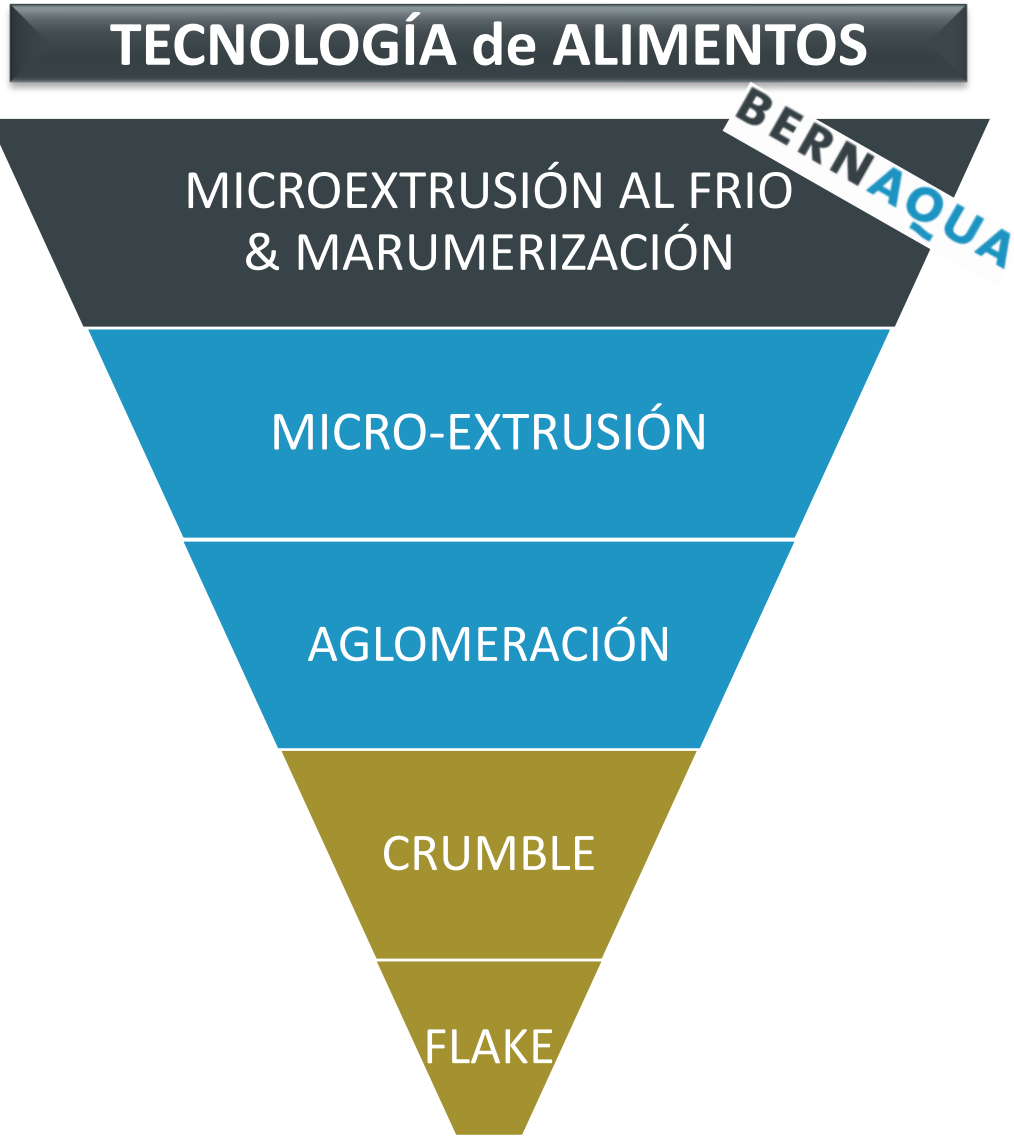 TECNOLOGÍA de ALIMENTOS
BERNAQUA
MICROEXTRUSIÓN AL FRIO
& MARUMERIZACIÓN
MICRO-EXTRUSIÓN
AGLOMERACIÓN
CRUMBLE
FLAKE